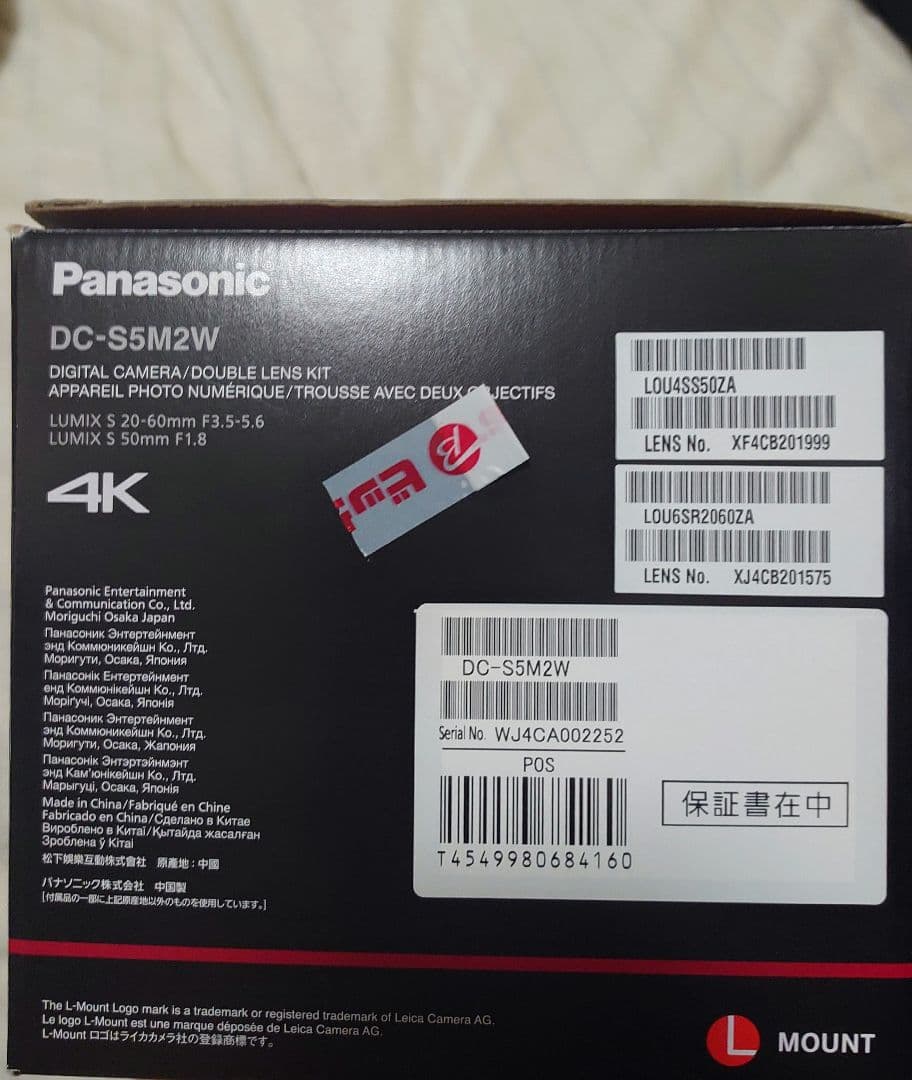 Panasonic
DC-S5M2W
DIGITAL CAMERA/DOUBLE LENS KIT
APPAREIL PHOTO NUMÉRIQUE/TROUSSE AVEC DEUX JECTIFS
LUMIX S 20-60mm F3.5-5.6
LUMIX S 50mm F1.8
4K
L0U4SS50ZA
LENS No. XF4CB201999
L0U6SR2060ZA
LENS No. XJ4CB201575
DC-S5M2W
Serial No. WJ4CA002252
POS
T4549980684160
保証書在中
Panasonic Entertainment
& Communication Co., Ltd.
Moriguchi Osaka Japan
Панасоник Энтертейнмент
энд Коммюникейшн Ко., Лтд.
Моригути, Осака, Япония
Панасонік Ентертейнмент
енд Коммюнікейшн Ко., Лтд.
Моріґучі, Осака, Японія
Панасоник Энтертейнмент
энд Коммюникейшн Ко., Лтд.
Моригути, Осака, Жапония
Панасонік Энтэртэйнмэнт
энд Кам'юнікейшн Ко., Лтд.
Марыгуці, Осака, Японія
Made in China/Fabriqué en Chine
Fabricado en China/Сделано в Китае
Вироблено в Китаї/Қытайда жасалған
Зроблена ў Кітаі
松下娛樂互動株式會社 原產地:中國
パナソニック株式会社 中国製
[付属品の一部に上記原産地以外のものを使用しています。]
The L-Mount Logo mark is a trademark or registered trademark of Leica Camera AG.
Le logo L-Mount est une marque déposée de Leica Camera AG.
L-Mount ロゴはライカカメラ社の登録商標です。
L MOUNT